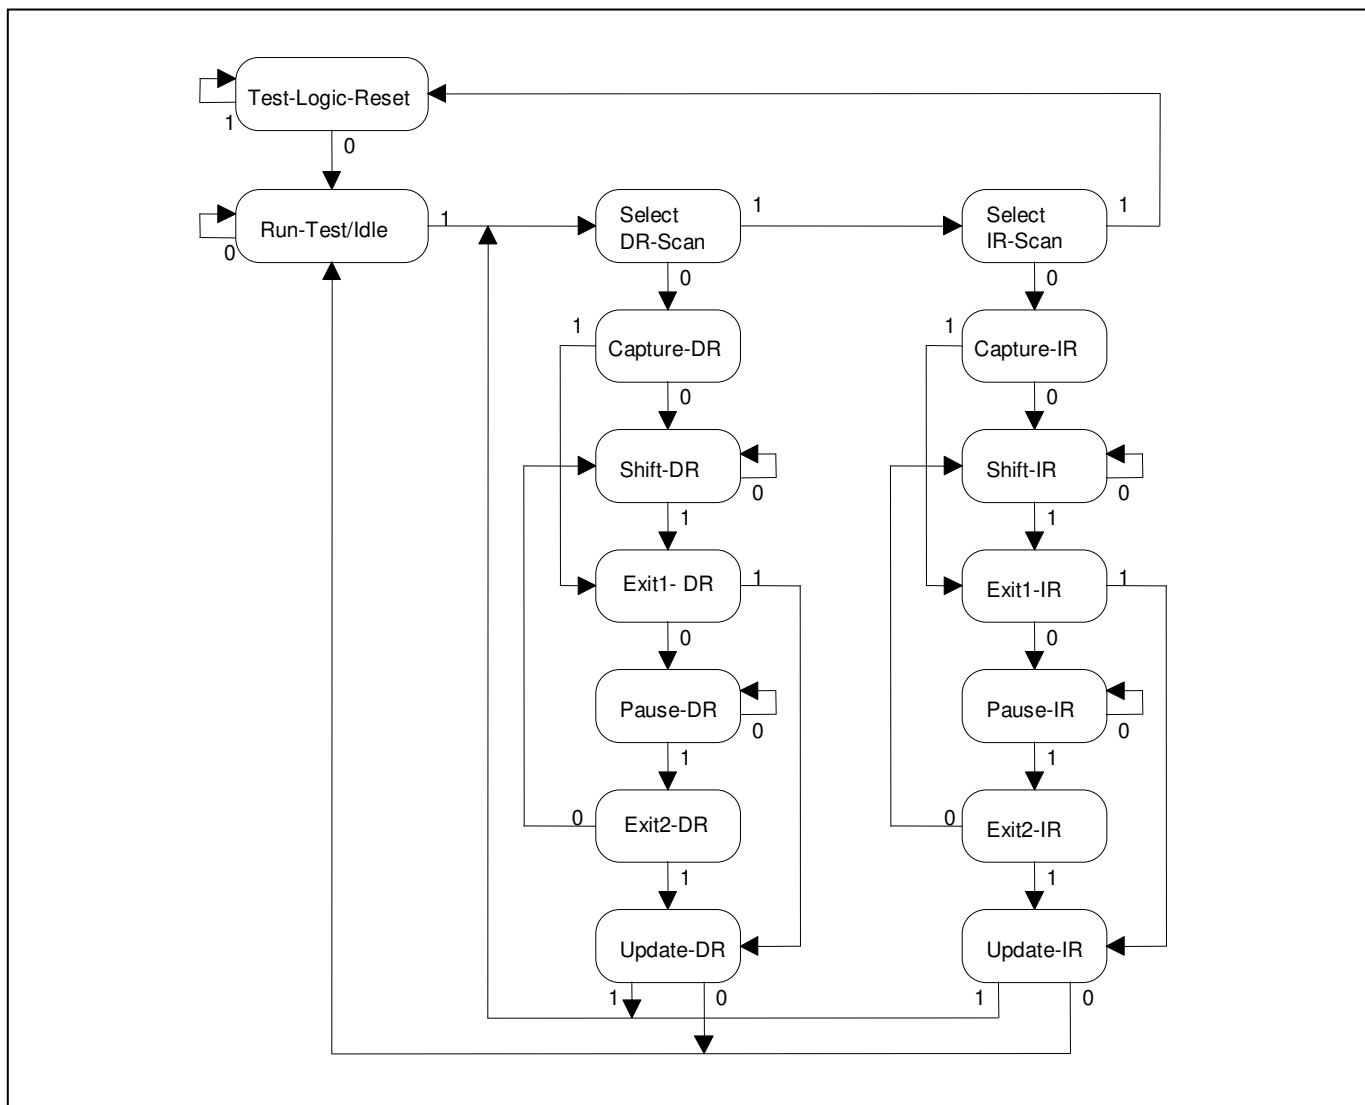 Test-Logic-Reset
1
0
Run-Test/Idle
0
1
Select
DR-Scan
1
0
Select
IR-Scan
1
0
1
Capture-DR
0
1
Capture-IR
0
Shift-DR
0
1
Shift-IR
0
1
Exit1- DR
1
0
Exit1-IR
1
0
Pause-DR
0
1
Pause-IR
0
1
0
Exit2-DR
1
0
Exit2-IR
1
Update-DR
1
0
Update-IR
1
0